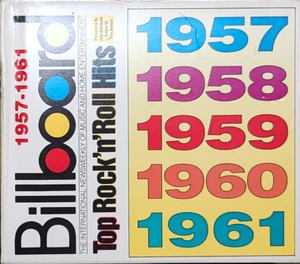 1957-1961
Billboard
THE INTERNATIONAL NEWSWEEKLY OF MUSIC AND HOME ENTERTAINMENT
Top Rock'n'Roll Hits
1957
1958
1959
1960
1961